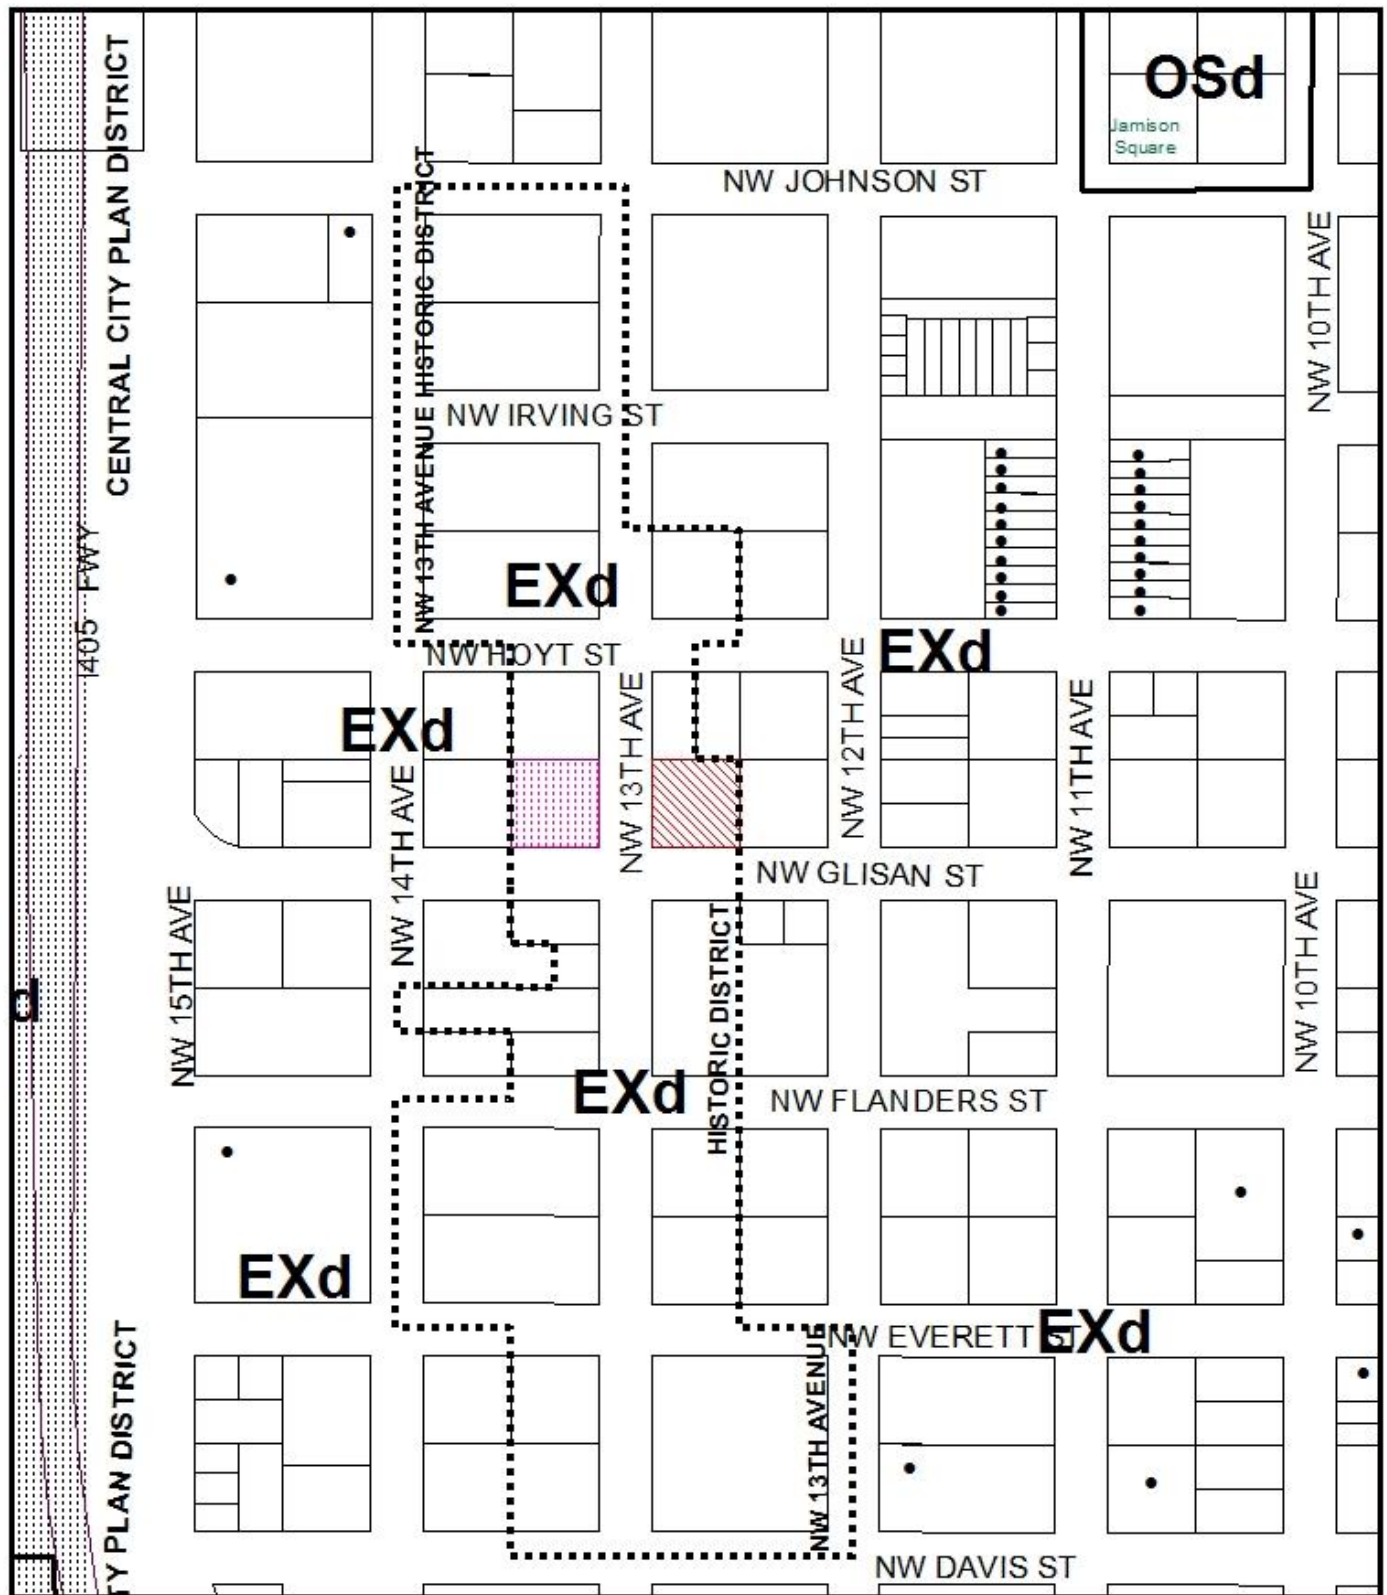 OSd
Jamison
Square
CENTRAL CITY PLAN DISTRICT
NW JOHNSON ST
NW 13TH AVENUE HISTORIC DISTRICT
NW 10TH AVE
NW IRVING ST
I405 FWY
EXd
NW HOYT ST
EXd
EXd
NW 13TH AVE
NW 12TH AVE
NW 11TH AVE
NW 14TH AVE
NW GLISAN ST
NW 15TH AVE
NW 10TH AVE
HISTORIC DISTRICT
d
EXd
NW FLANDERS ST
EXd
NW EVERETT ST
EXd
NW 13TH AVENUE
TY PLAN DISTRICT
NW DAVIS ST